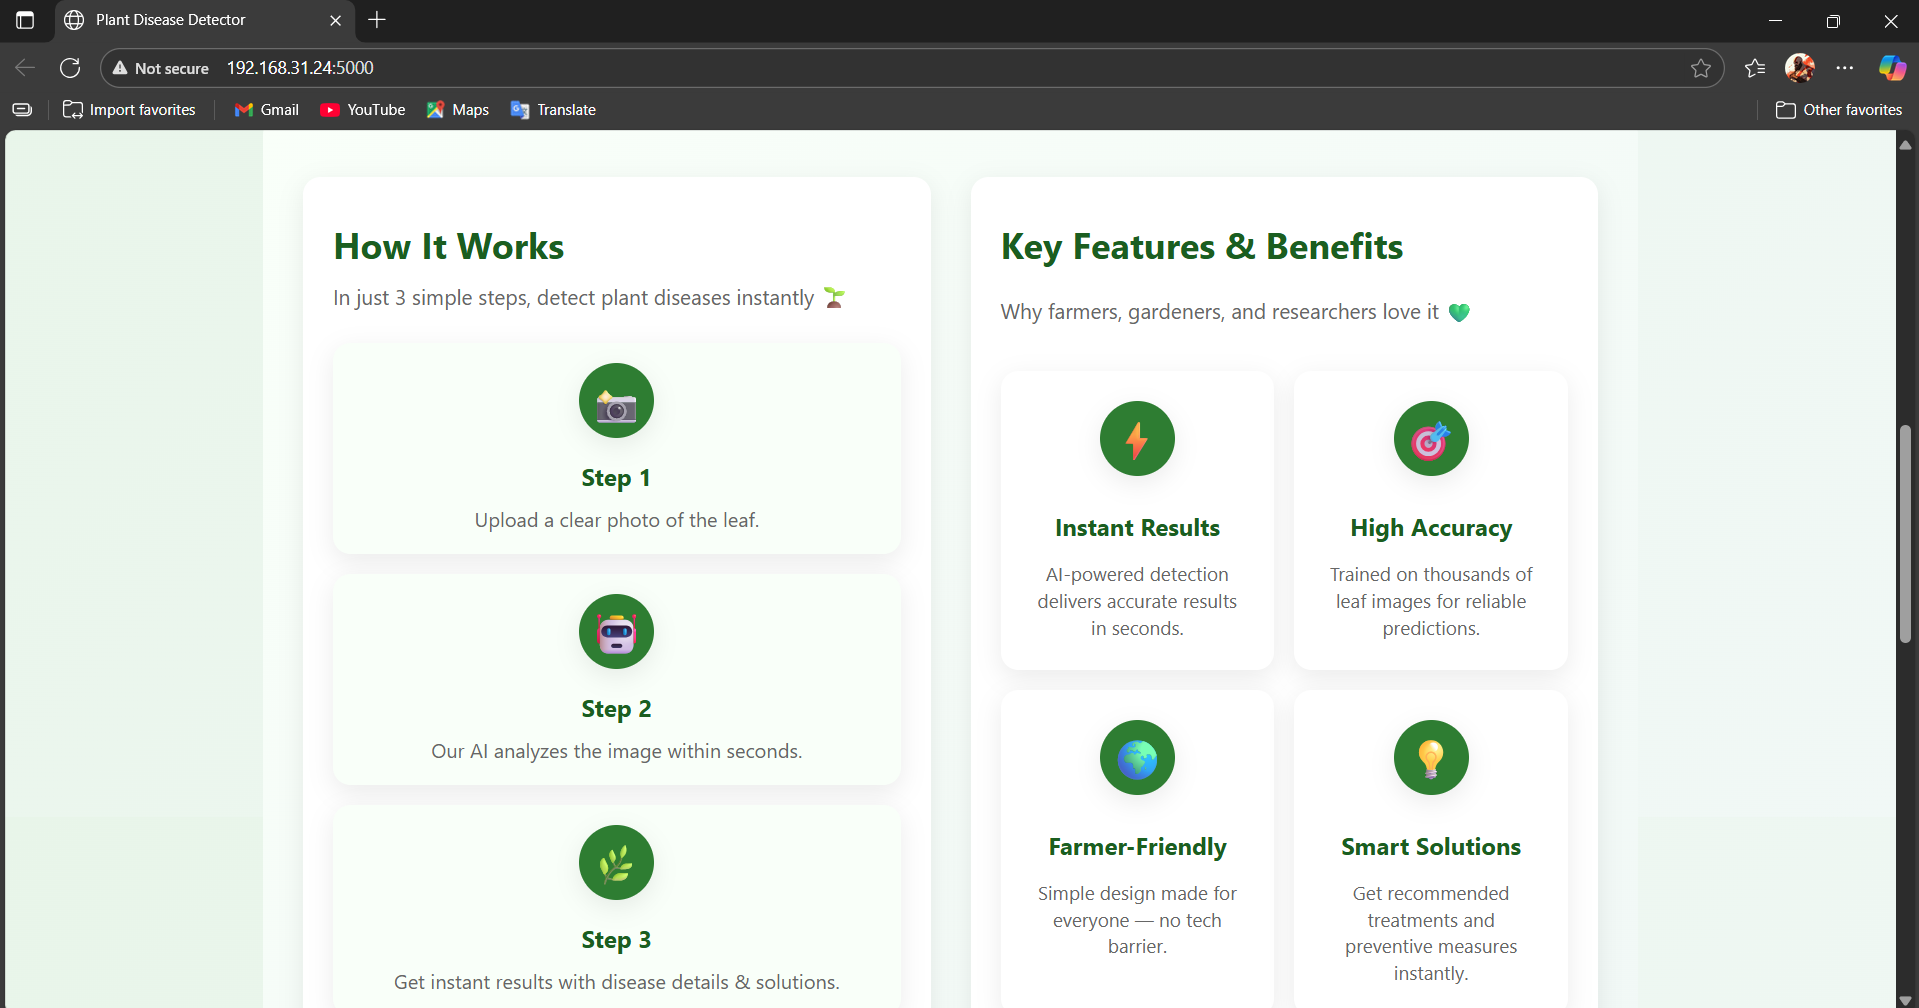 Plant Disease Detector
Not secure 192.168.31.24:5000
Import favorites Gmail YouTube Maps Translate Other favorites
How It Works
In just 3 simple steps, detect plant diseases instantly 🌱
Step 1
Upload a clear photo of the leaf.
Step 2
Our AI analyzes the image within seconds.
Step 3
Get instant results with disease details & solutions.
Key Features & Benefits
Why farmers, gardeners, and researchers love it 💚
Instant Results
AI-powered detection
delivers accurate results
in seconds.
High Accuracy
Trained on thousands of
leaf images for reliable
predictions.
Farmer-Friendly
Simple design made for
everyone — no tech
barrier.
Smart Solutions
Get recommended
treatments and
preventive measures
instantly.